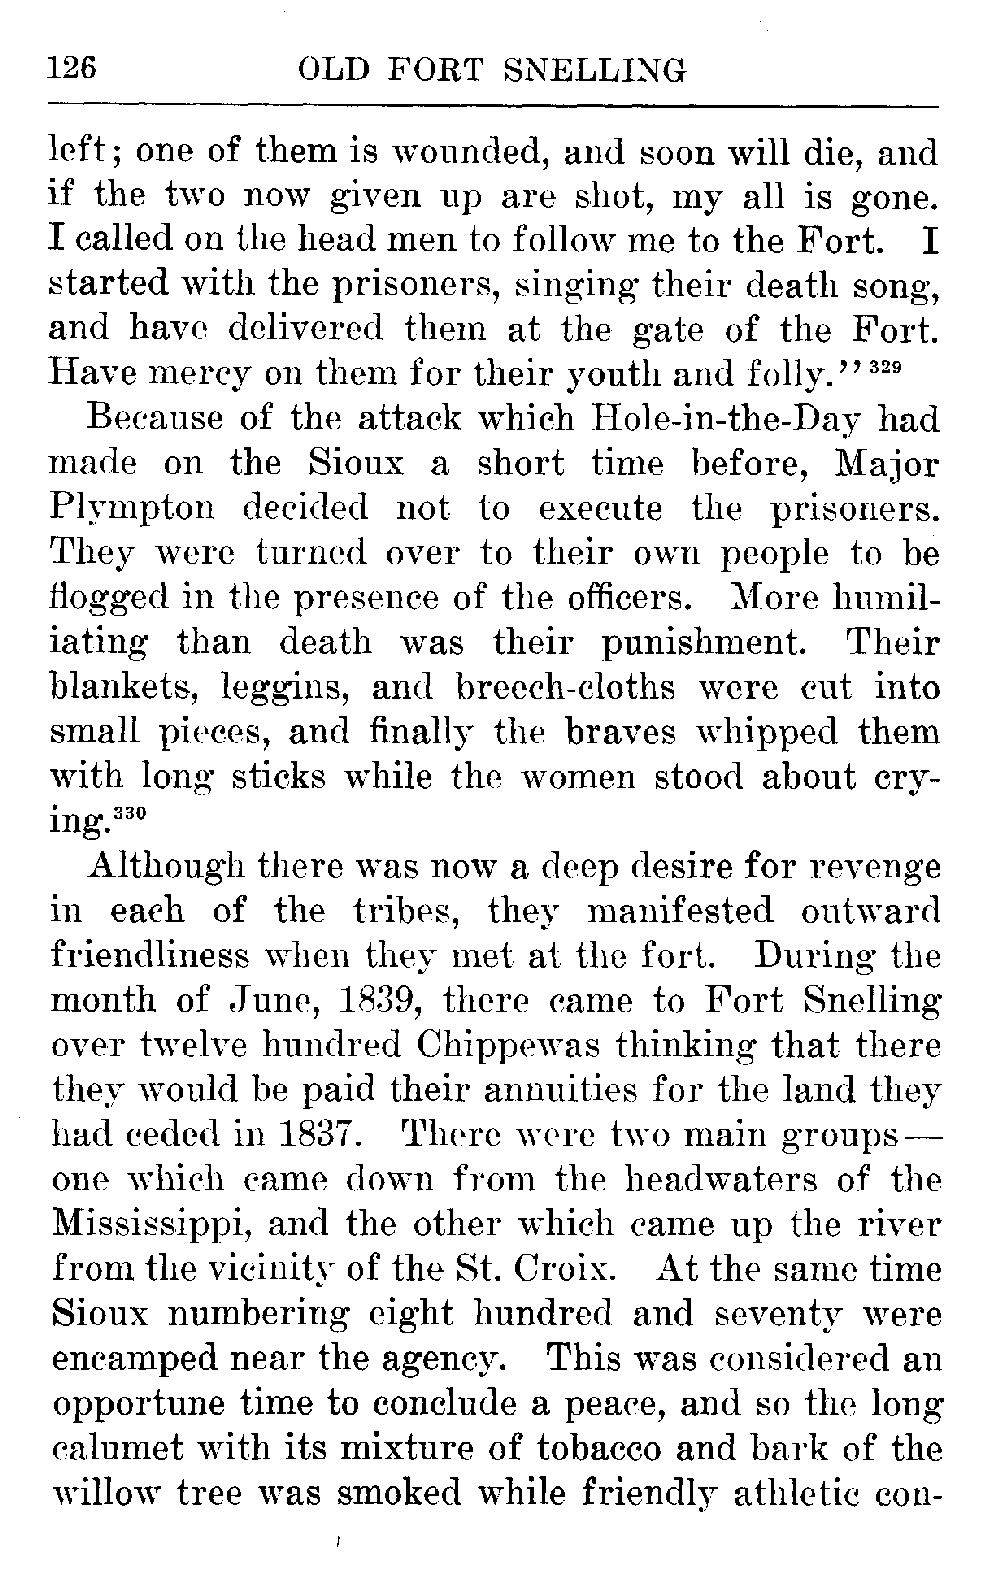 126 OLD FORT SNELLING
left; one of them is wounded, and soon will die, and
if the two now given up are shot, my all is gone.
I called on the head men to follow me to the Fort. I
started with the prisoners, singing their death song,
and have delivered them at the gate of the Fort.
Have mercy on them for their youth and folly.” 329
Because of the attack which Hole-in-the-Day had
made on the Sioux a short time before, Major
Plympton decided not to execute the prisoners.
They were turned over to their own people to be
flogged in the presence of the officers. More humil-
iating than death was their punishment. Their
blankets, leggins, and breech-cloths were cut into
small pieces, and finally the braves whipped them
with long sticks while the women stood about cry-
ing.330
Although there was now a deep desire for revenge
in each of the tribes, they manifested outward
friendliness when they met at the fort. During the
month of June, 1839, there came to Fort Snelling
over twelve hundred Chippewas thinking that there
they would be paid their annuities for the land they
had ceded in 1837. There were two main groups—
one which came down from the headwaters of the
Mississippi, and the other which came up the river
from the vicinity of the St. Croix. At the same time
Sioux numbering eight hundred and seventy were
encamped near the agency. This was considered an
opportune time to conclude a peace, and so the long
calumet with its mixture of tobacco and bark of the
willow tree was smoked while friendly athletic con-